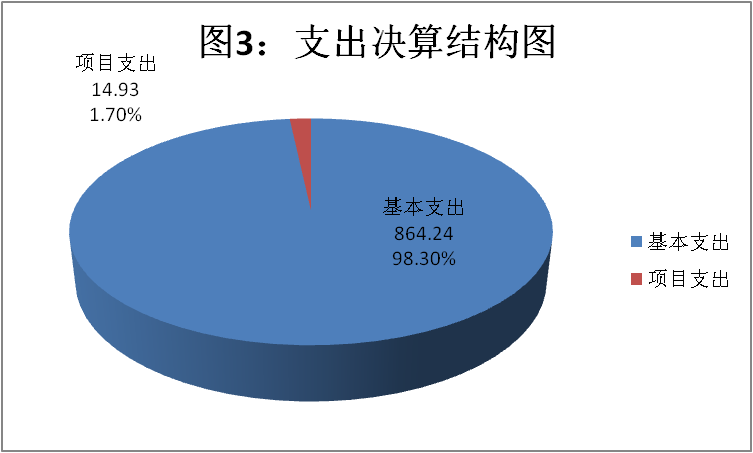 图3：支出决算结构图
项目支出
14.93
1.70%
基本支出
864.24
98.30%
基本支出
项目支出